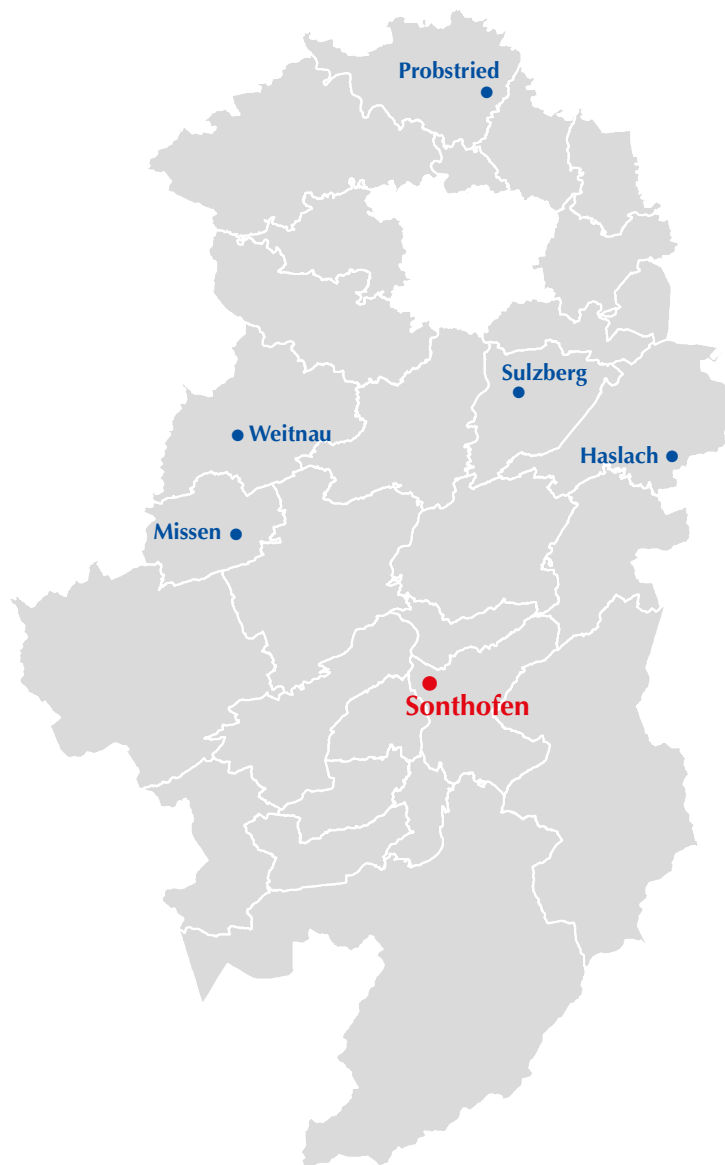 Probstried
Sulzberg
Weitnau
Haslach
Missen
Sonthofen